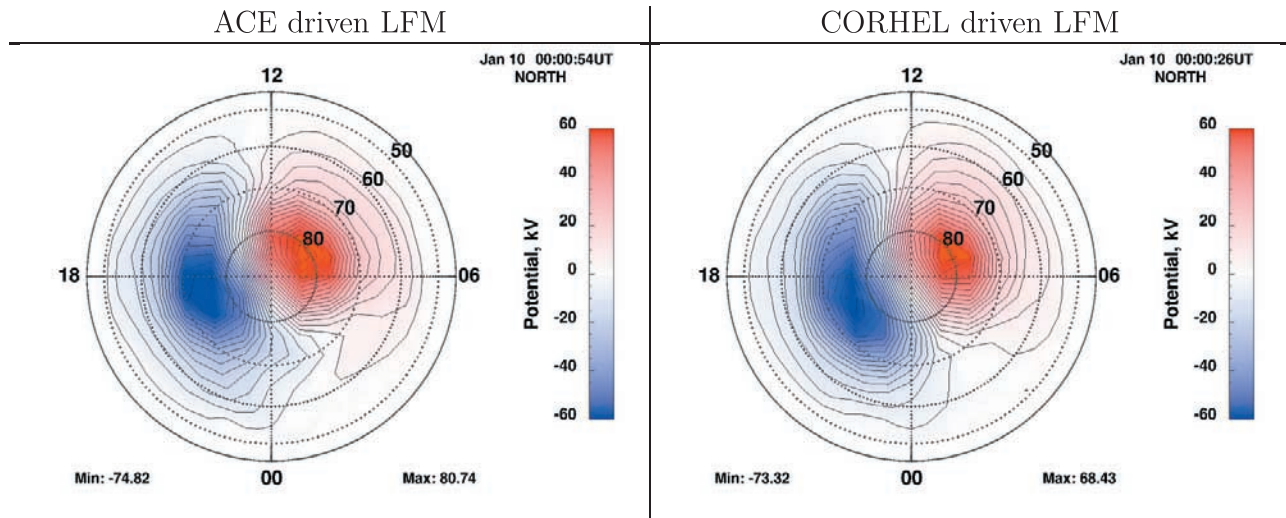 ACE driven LFM
Jan 10 00:00:54UT
NORTH
12
50
60
70
80
18
06
00
60
40
20
0
-20
-40
-60
Potential, kV
Min: -74.82
Max: 80.74
CORHEL driven LFM
Jan 10 00:00:26UT
NORTH
12
50
60
70
80
18
06
00
60
40
20
0
-20
-40
-60
Potential, kV
Min: -73.32
Max: 68.43